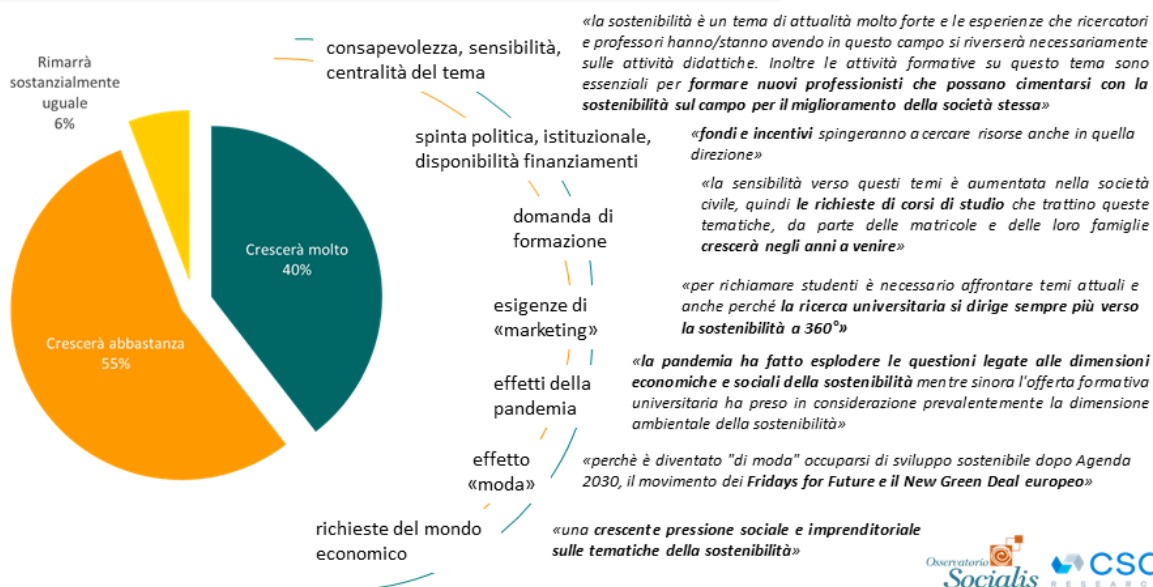 Rimarrà
sostanzialmente
uguale
6%
Crescerà molto
40%
Crescerà abbastanza
55%
consapevolezza, sensibilità,
centralità del tema
«la sostenibilità è un tema di attualità molto forte e le esperienze che ricercatori
e professori hanno/stanno avendo in questo campo si riverserà necessariamente
sulle attività didattiche. Inoltre le attività formative su questo tema sono
essenziali per formare nuovi professionisti che possano cimentarsi con la
sostenibilità sul campo per il miglioramento della società stessa»
spinta politica, istituzionale,
disponibilità finanziamenti
«fondi e incentivi spingeranno a cercare risorse anche in quella
direzione»
domanda di
formazione
«la sensibilità verso questi temi è aumentata nella società
civile, quindi le richieste di corsi di studio che trattino queste
tematiche, da parte delle matricole e delle loro famiglie
crescerà negli anni a venire»
esigenze di
«marketing»
«per richiamare studenti è necessario affrontare temi attuali e
anche perché la ricerca universitaria si dirige sempre più verso
la sostenibilità a 360°»
effetti della
pandemia
«la pandemia ha fatto esplodere le questioni legate alle dimensioni
economiche e sociali della sostenibilità mentre sinora l'offerta formativa
universitaria ha preso in considerazione prevalentemente la dimensione
ambientale della sostenibilità»
effetto
«moda»
«perchè è diventato "di moda" occuparsi di sviluppo sostenibile dopo Agenda
2030, il movimento dei Fridays for Future e il New Green Deal europeo»
richieste del mondo
economico
«una crescente pressione sociale e imprenditoriale
sulle tematiche della sostenibilità»
Osservatorio
Socialis
CSC
RESEARC